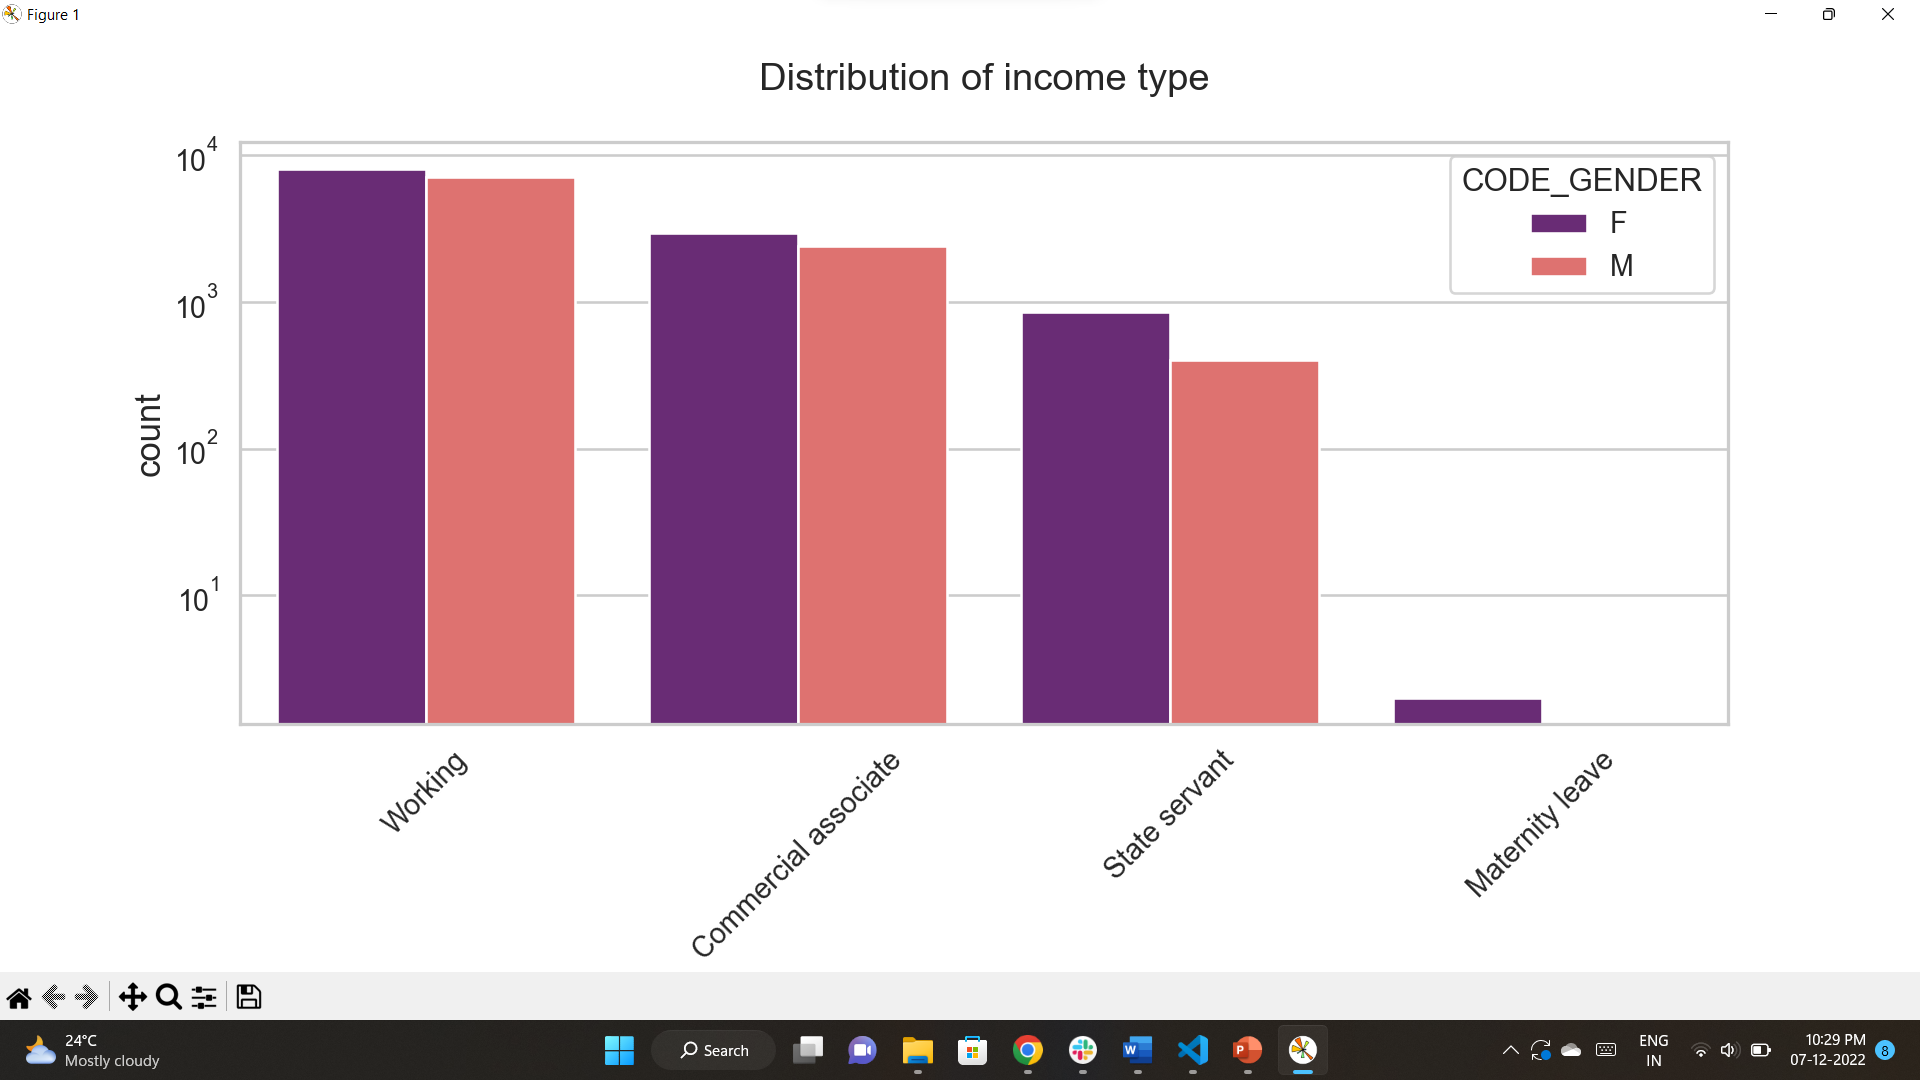 Figure 1
Distribution of income type
10^4
10^3
10^2
10^1
count
CODE_GENDER
F
M
Working
Commercial associate
State servant
Maternity leave
24°C
Mostly cloudy
Search
W
P
ENG
IN
10:29 PM
07-12-2022
8